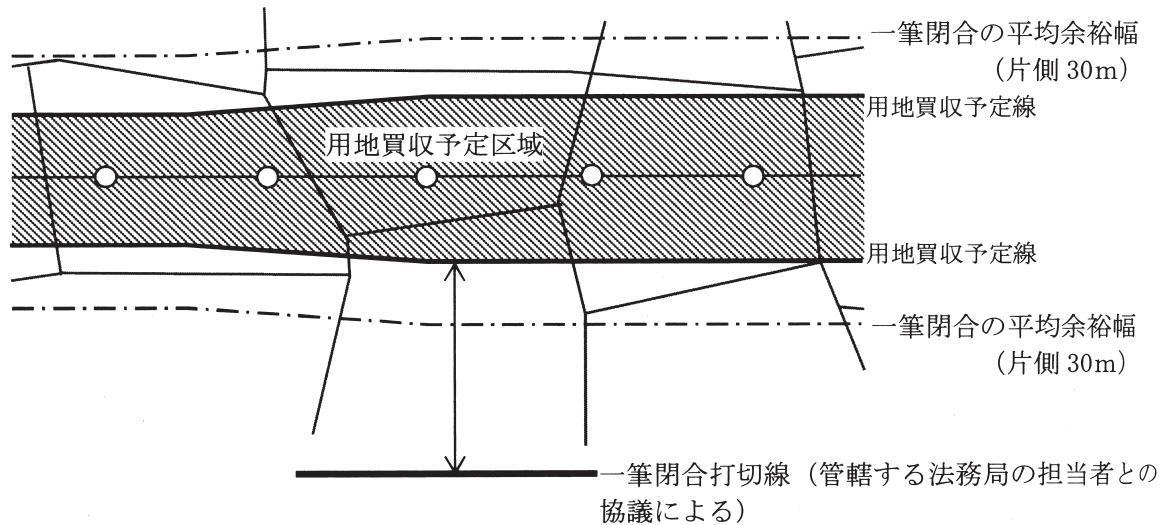 一筆閉合の平均余裕幅
（片側 30m）
用地買収予定線
用地買収予定区域
用地買収予定線
一筆閉合の平均余裕幅
（片側 30m）
一筆閉合打切線（管轄する法務局の担当者との
協議による）